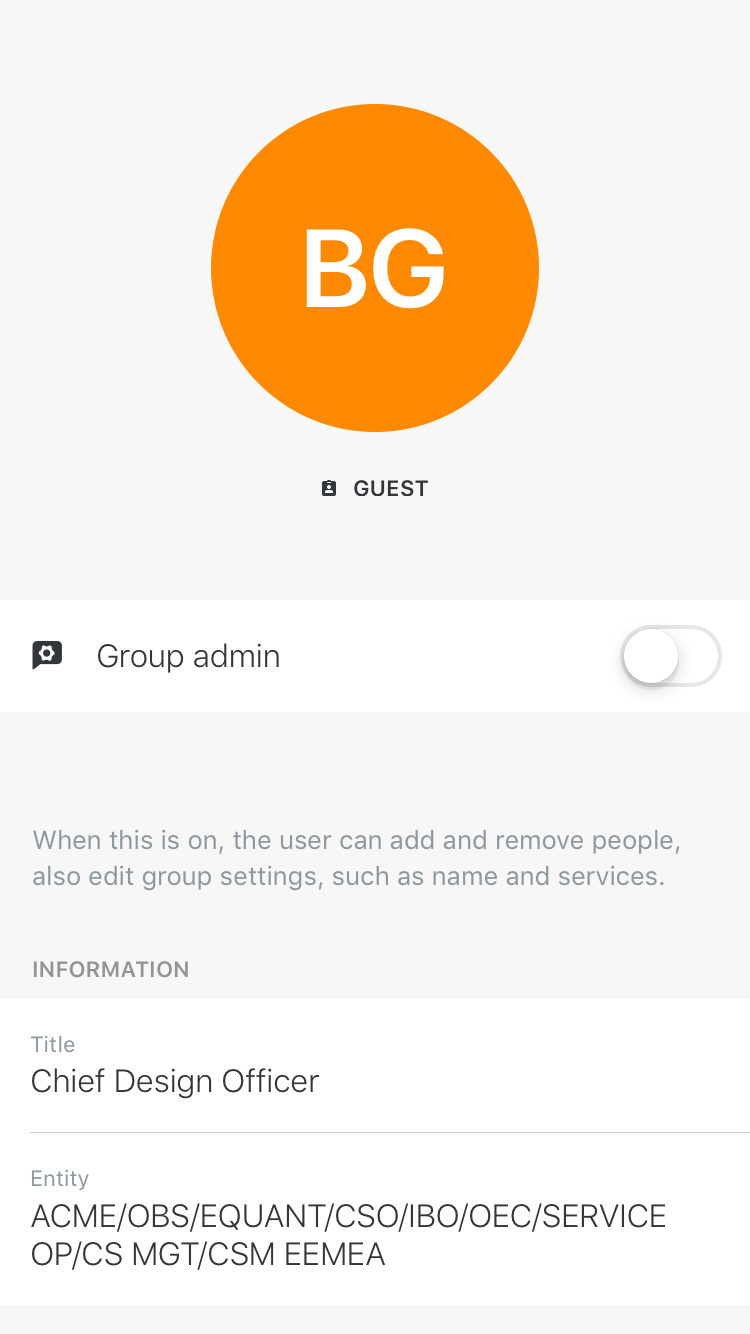 BG
GUEST
Group admin
When this is on, the user can add and remove people,
also edit group settings, such as name and services.
INFORMATION
Title
Chief Design Officer
Entity
ACME/OBS/EQUANT/CSO/IBO/OEC/SERVICE
OP/CS MGT/CSM EEMEA